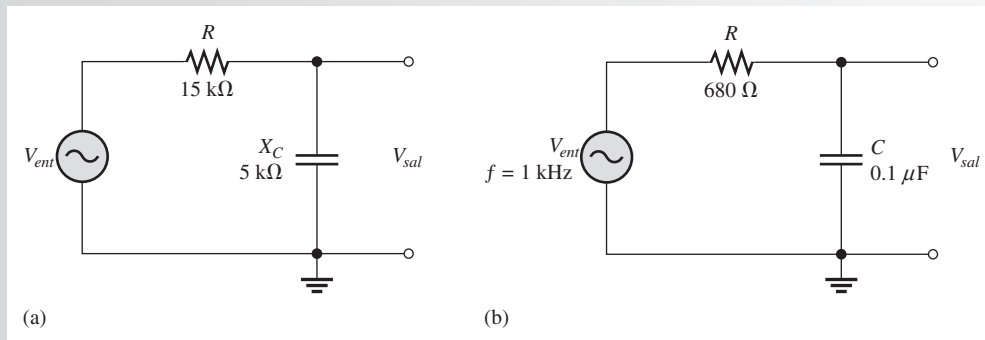 R
15 kΩ
V_ent
X_C
5 kΩ
V_sal
(a)
R
680 Ω
V_ent
f = 1 kHz
C
0.1 μF
V_sal
(b)